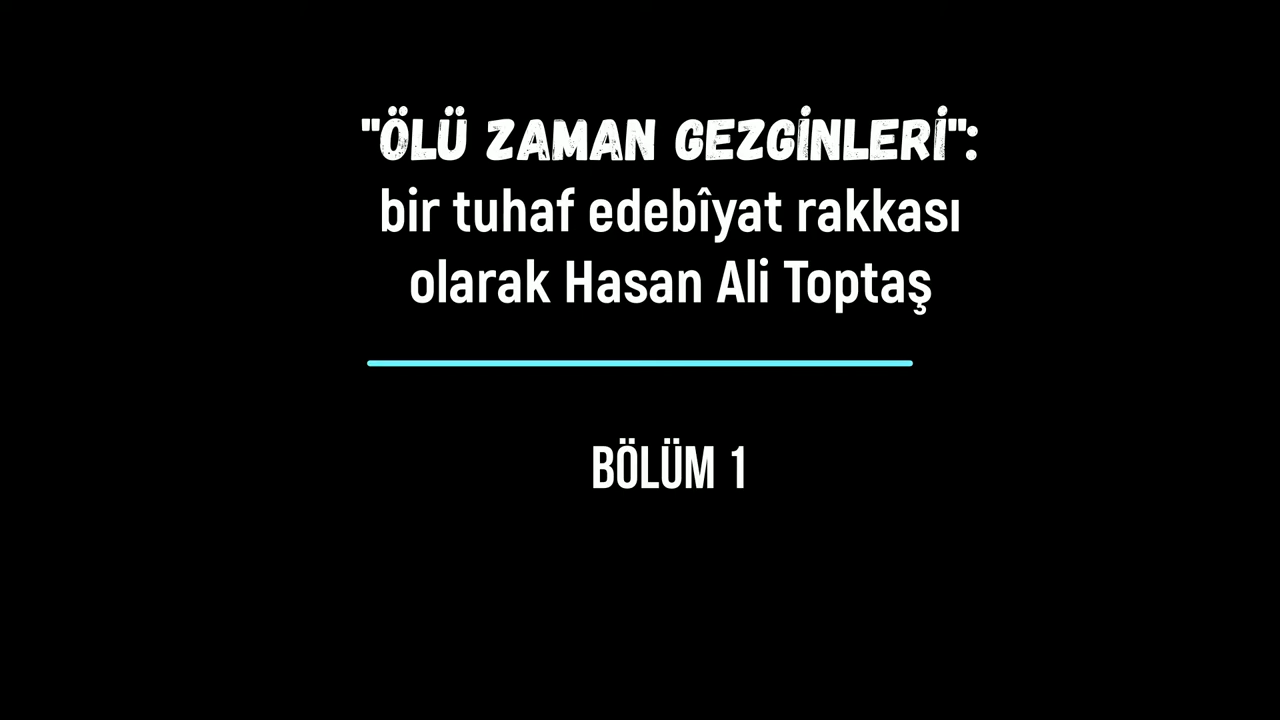 "ÖLÜ ZAMAN GEZGİNLERİ":
bir tuhaf edebîyat rakkası
olarak Hasan Ali Toptaş
BÖLÜM 1